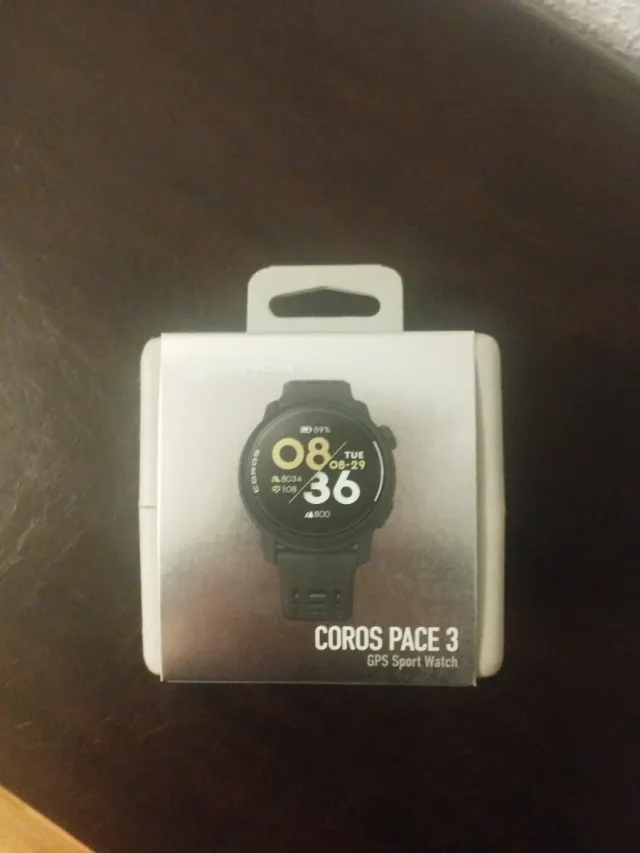 89%
08
TUE
08-29
COROS
8034
108
36
800
COROS PACE 3
GPS Sport Watch